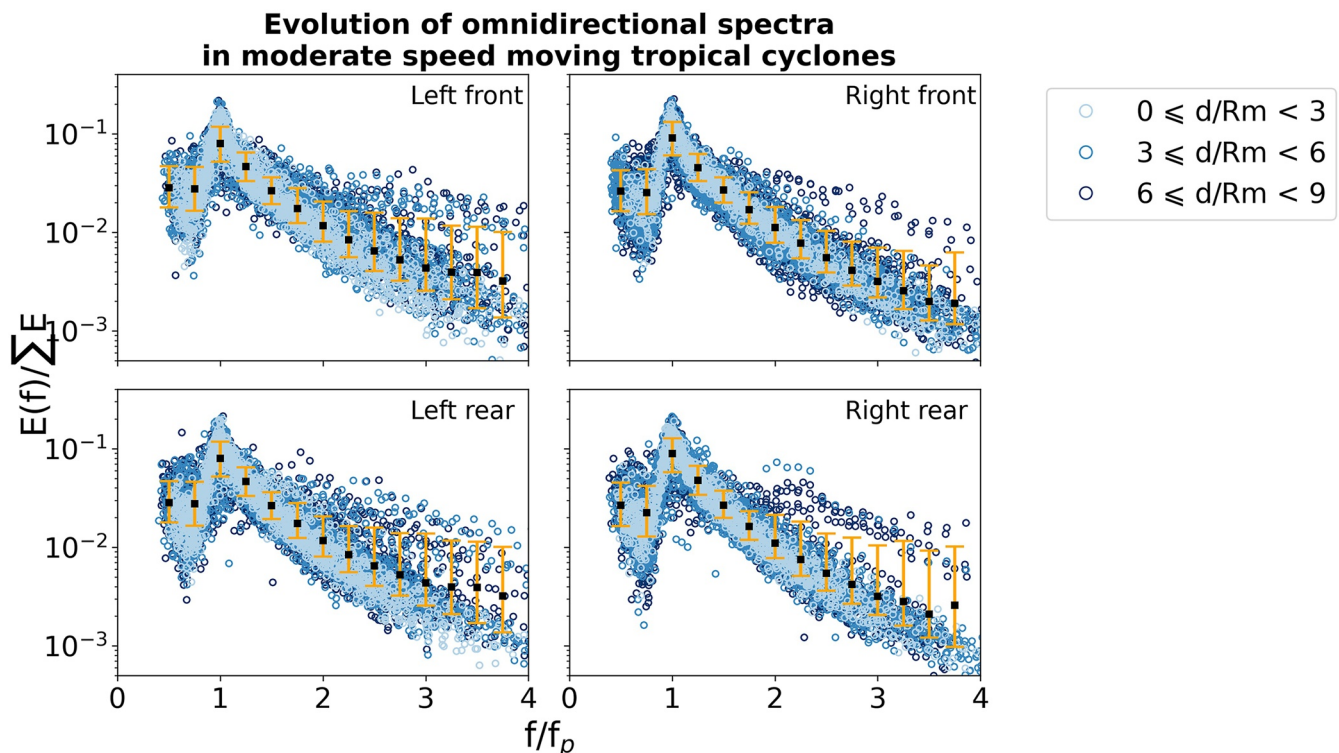 Evolution of omnidirectional spectra
in moderate speed moving tropical cyclones
Left front
Right front
0 ⩽ d/Rm < 3
3 ⩽ d/Rm < 6
6 ⩽ d/Rm < 9
10⁻¹
10⁻²
10⁻³
E(f)/∑E
Left rear
Right rear
10⁻¹
10⁻²
10⁻³
0 1 2 3 4 0 1 2 3 4
f/fₚ